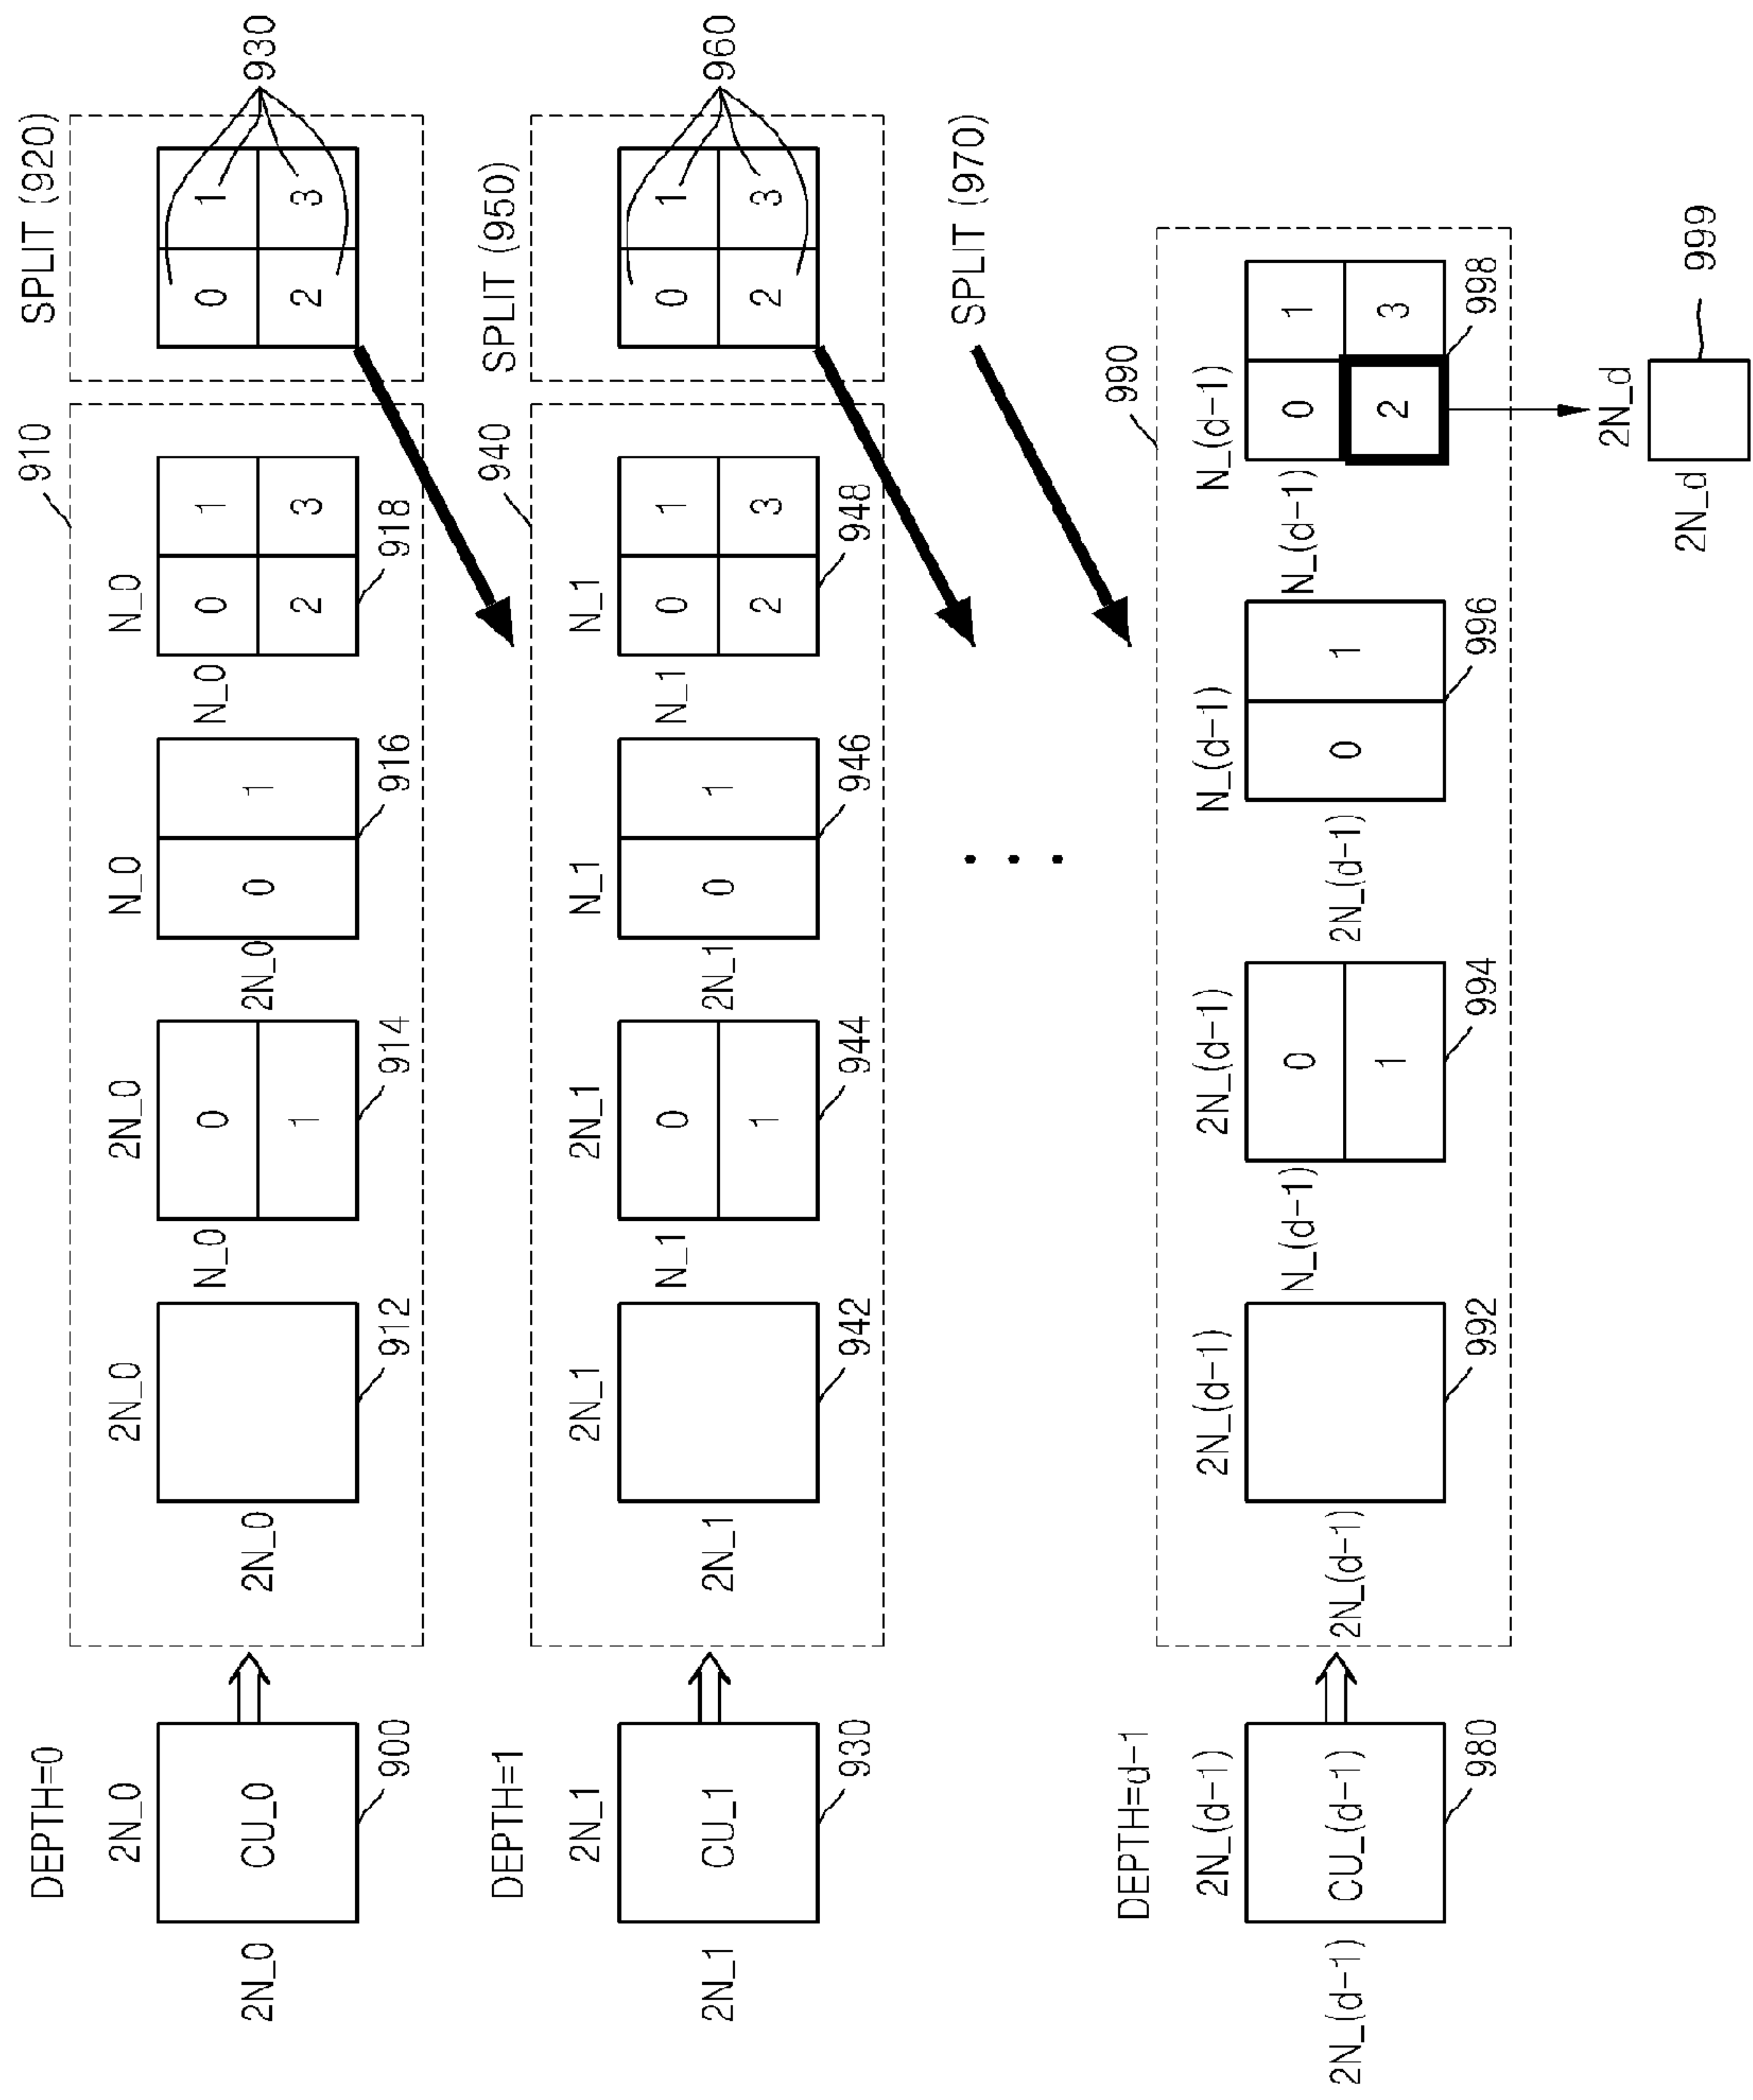 DEPTH=0
2N_0
2N_0
CU_0
900
910
2N_0
2N_0
912
2N_0
N_0
0
1
914
N_0
2N_0
0 1
916
N_0
N_0
0 1
2 3
918
SPLIT (920)
0 1
2 3
930
DEPTH=1
2N_1
2N_1
CU_1
930
940
2N_1
2N_1
942
2N_1
N_1
0
1
944
N_1
2N_1
0 1
946
N_1
N_1
0 1
2 3
948
SPLIT (950)
0 1
2 3
960
SPLIT (970)
DEPTH=d-1
2N_(d-1)
2N_(d-1)
CU_(d-1)
980
990
2N_(d-1)
2N_(d-1)
992
2N_(d-1)
N_(d-1)
0
1
994
N_(d-1)
2N_(d-1)
0 1
996
N_(d-1)
N_(d-1)
0 1
2 3
998
2N_d
2N_d
999